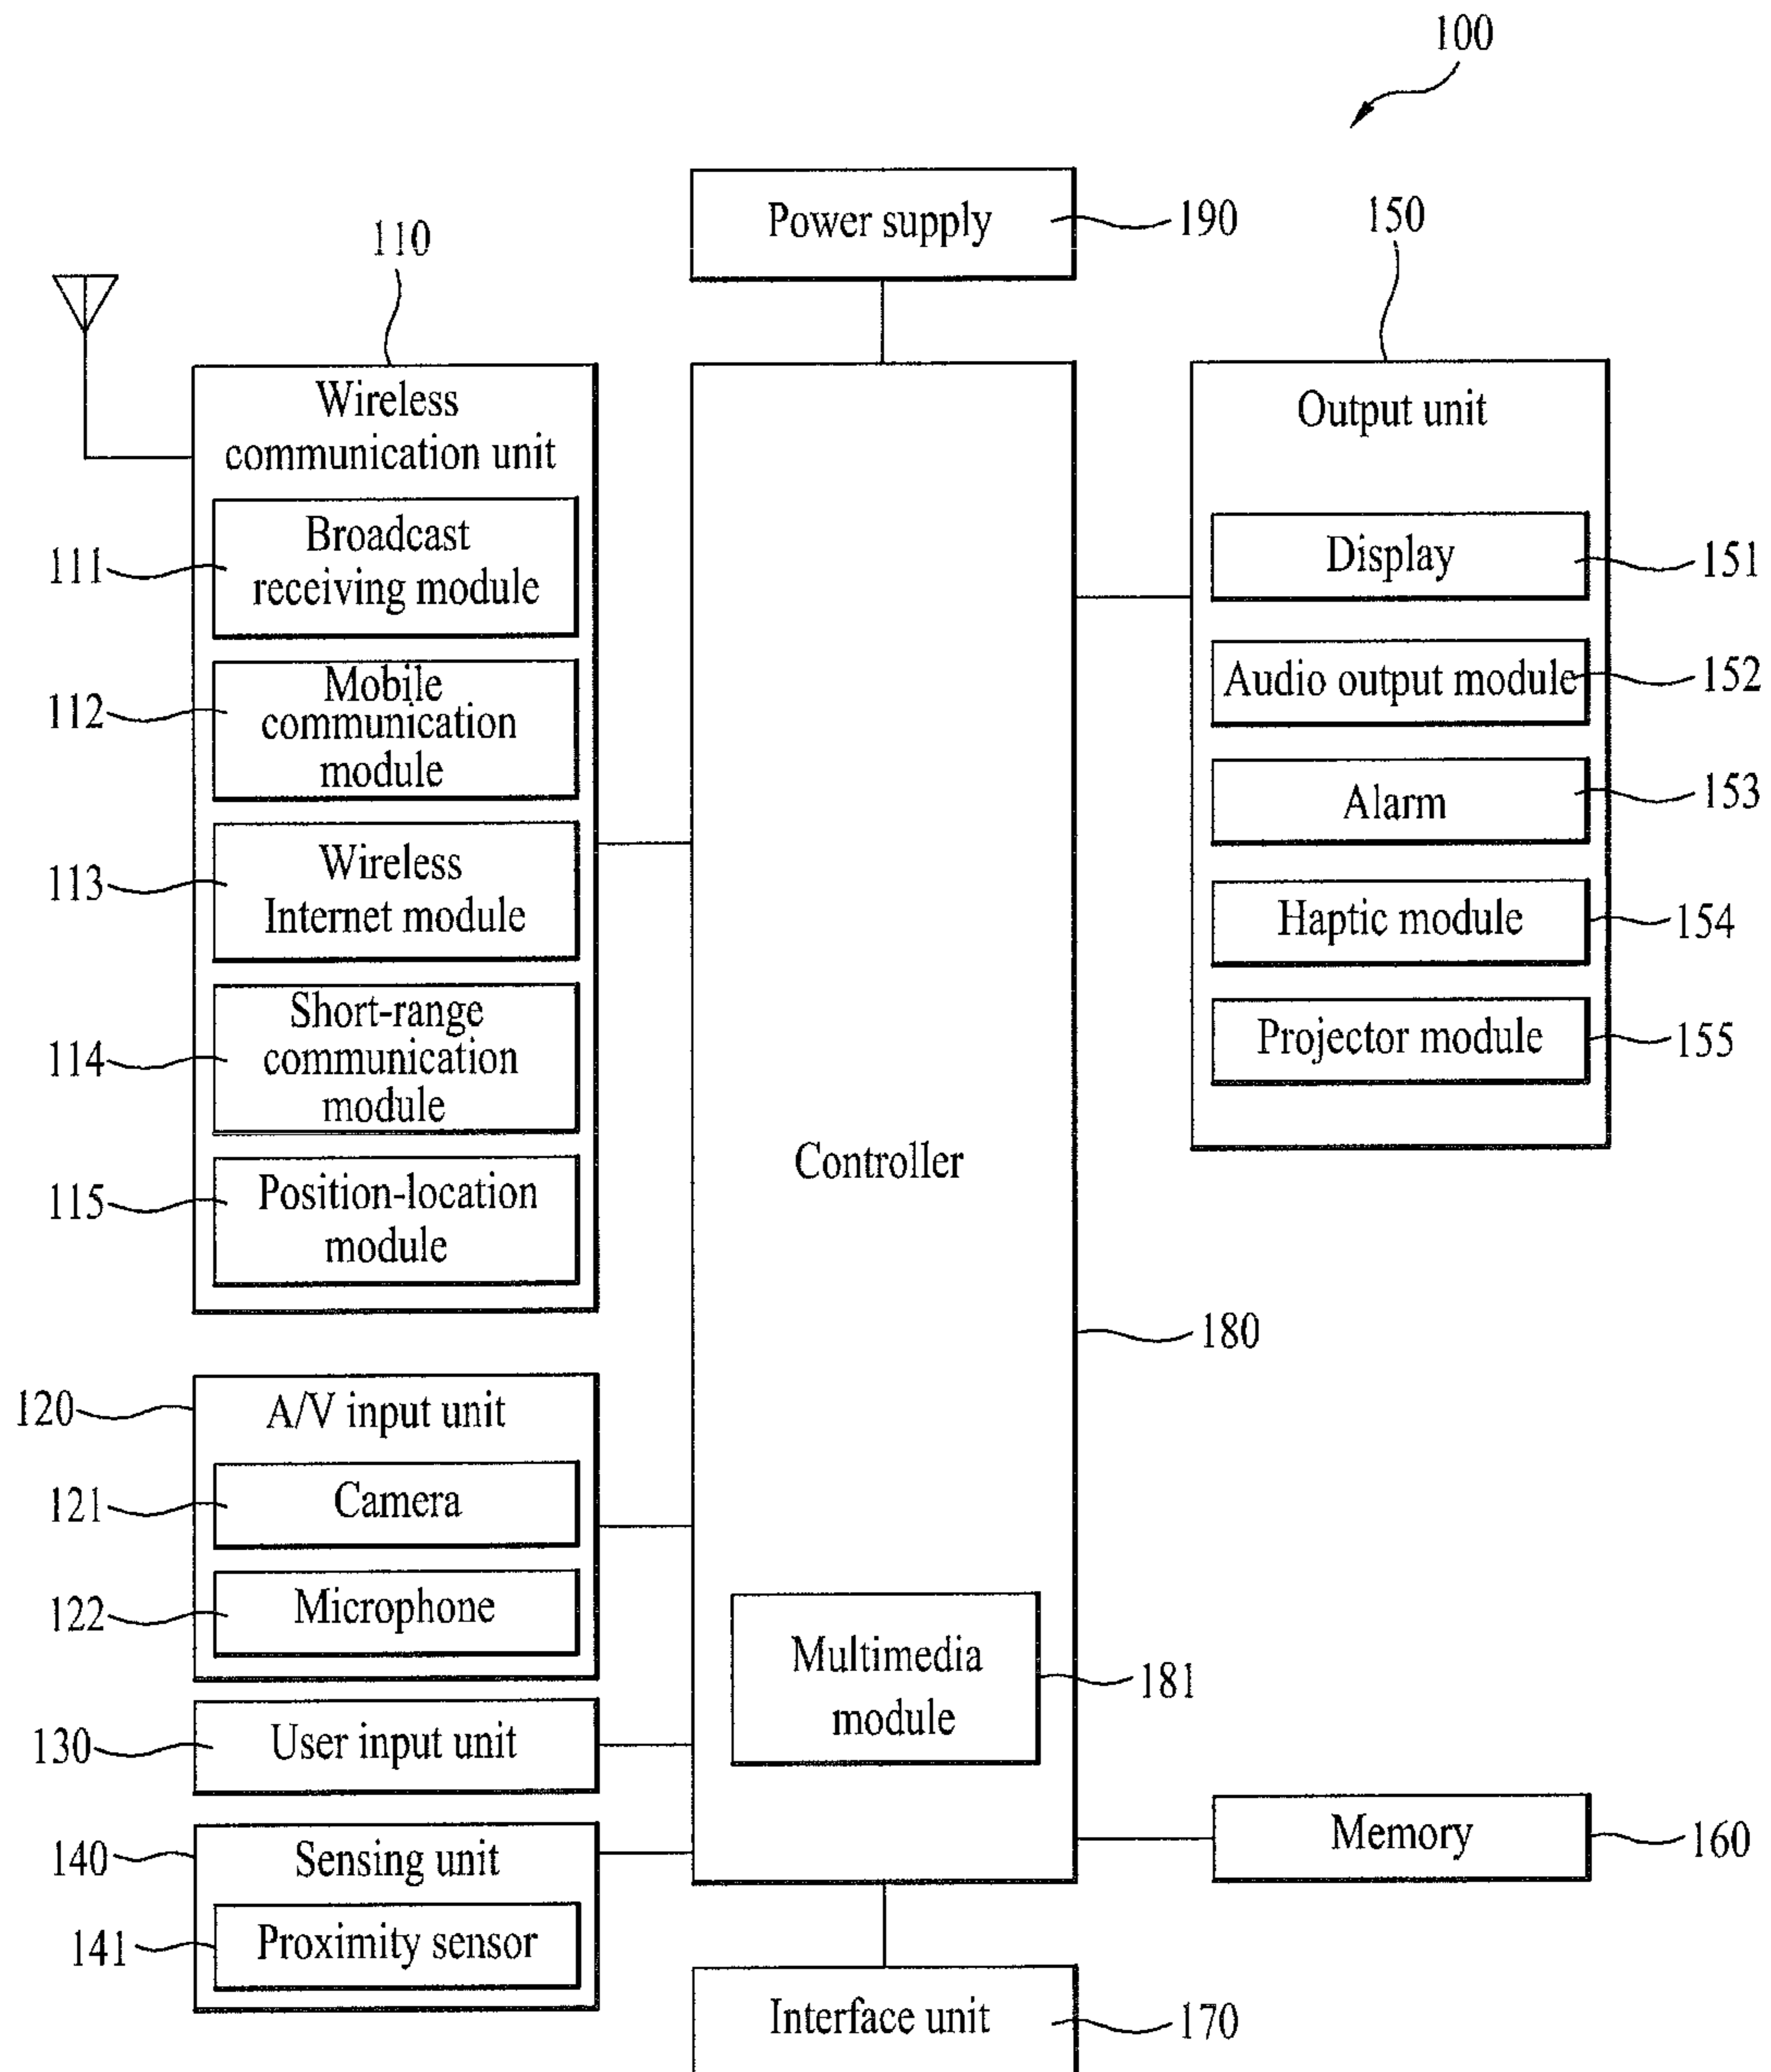 100
Power supply
190
110
150
Wireless
communication unit
Output unit
Broadcast
receiving module
111
Display
151
Mobile
communication
module
112
Audio output module
152
Alarm
153
Wireless
Internet module
113
Haptic module
154
Short-range
communication
module
114
Projector module
155
Position-location
module
115
Controller
180
120
A/V input unit
121
Camera
122
Microphone
Multimedia
module
181
130
User input unit
140
Sensing unit
141
Proximity sensor
Memory
160
Interface unit
170